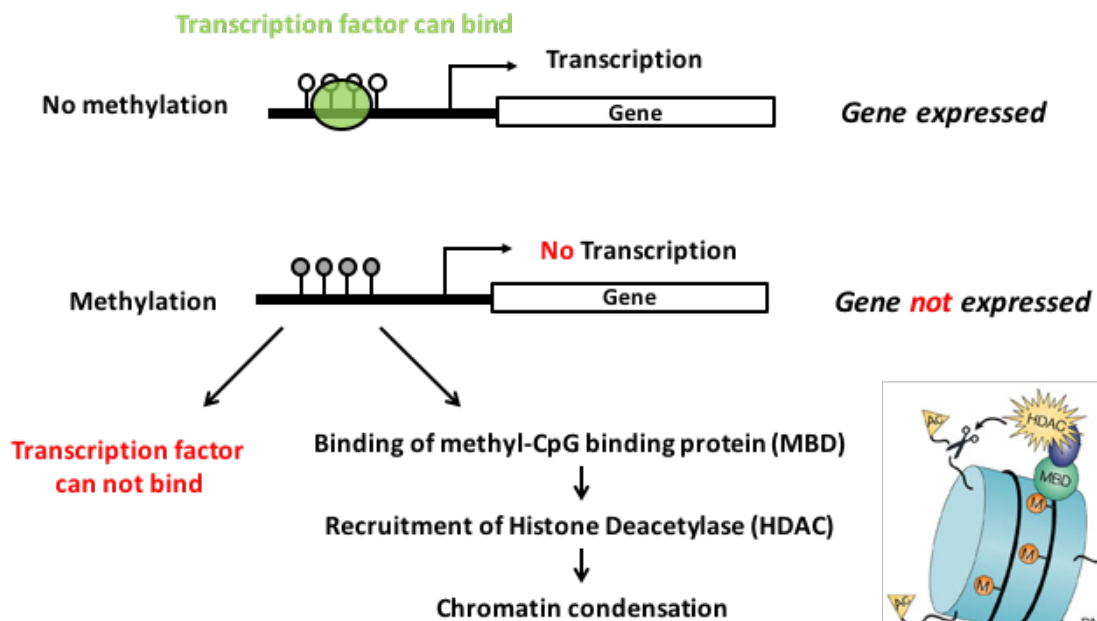 Transcription factor can bind
Transcription
No methylation
Gene
Gene expressed
No Transcription
Methylation
Gene
Gene not expressed
Transcription factor
can not bind
Binding of methyl-CpG binding protein (MBD)
Recruitment of Histone Deacetylase (HDAC)
Chromatin condensation
AC
HDAC
MBD
M
M
M
AC